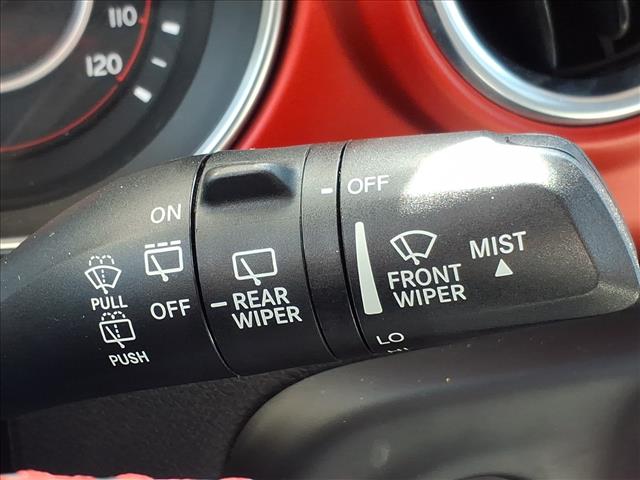 110
120
ON
OFF
PULL
OFF
PUSH
REAR
WIPER
FRONT
WIPER
MIST
LO